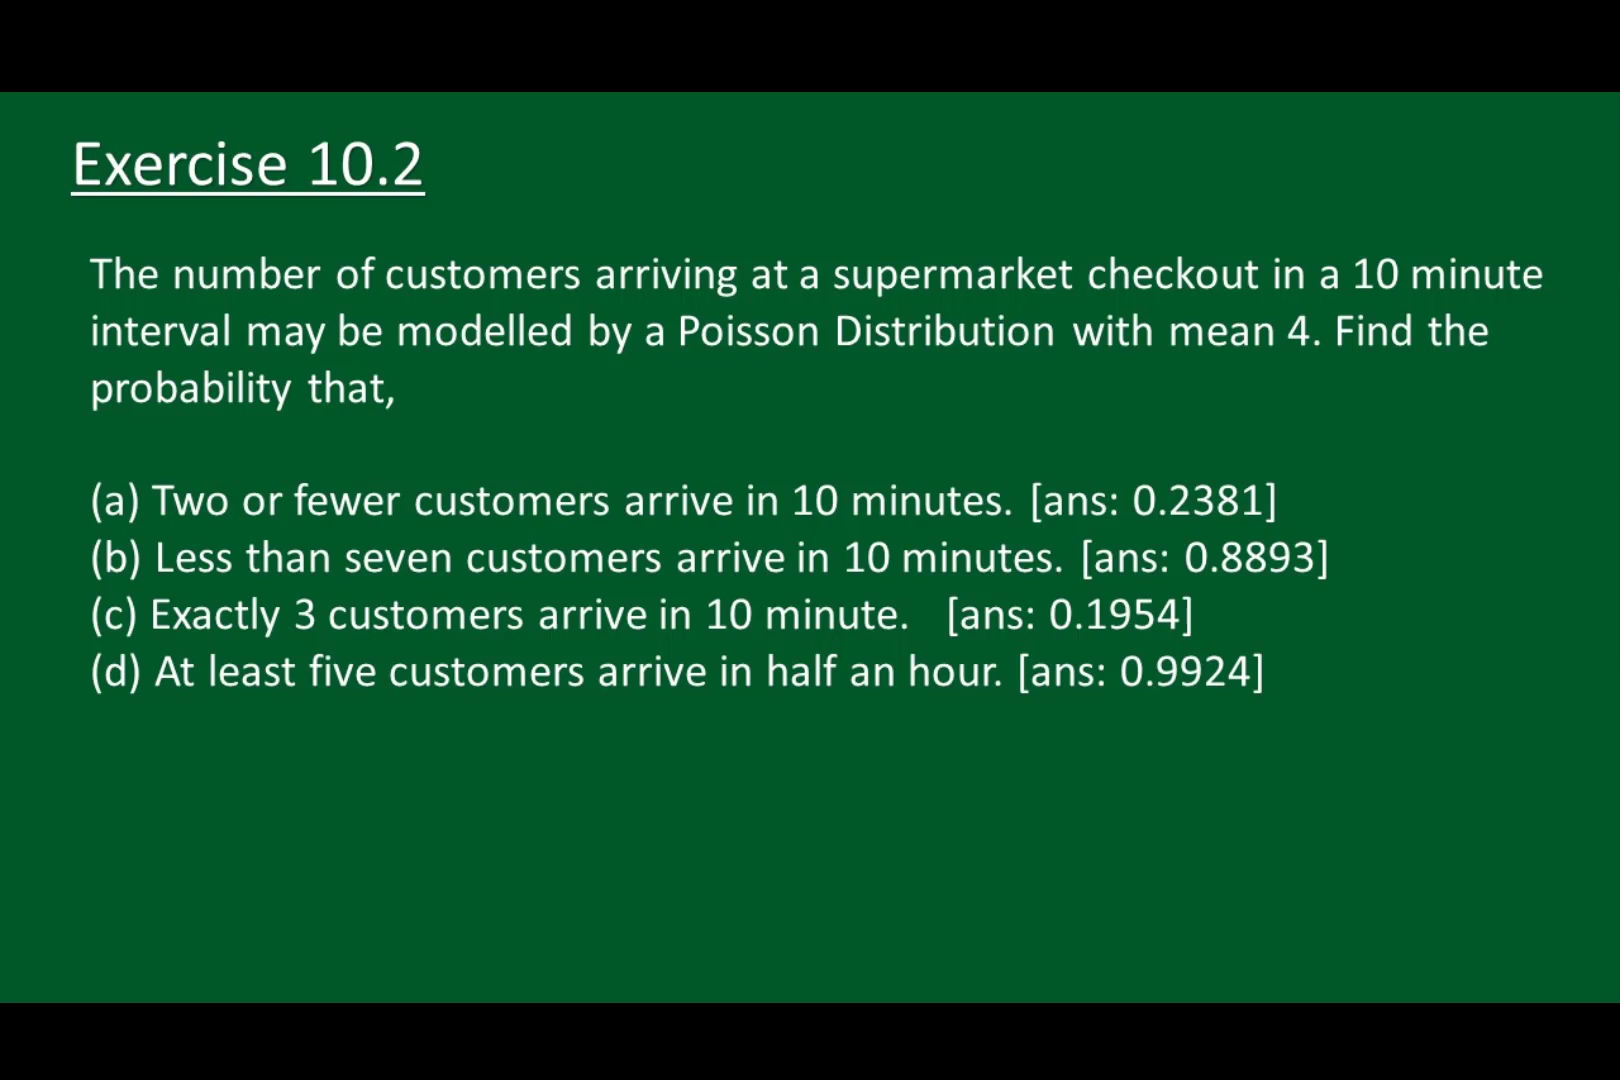 Exercise 10.2
The number of customers arriving at a supermarket checkout in a 10 minute
interval may be modelled by a Poisson Distribution with mean 4. Find the
probability that,
(a) Two or fewer customers arrive in 10 minutes. [ans: 0.2381]
(b) Less than seven customers arrive in 10 minutes. [ans: 0.8893]
(c) Exactly 3 customers arrive in 10 minute. [ans: 0.1954]
(d) At least five customers arrive in half an hour. [ans: 0.9924]